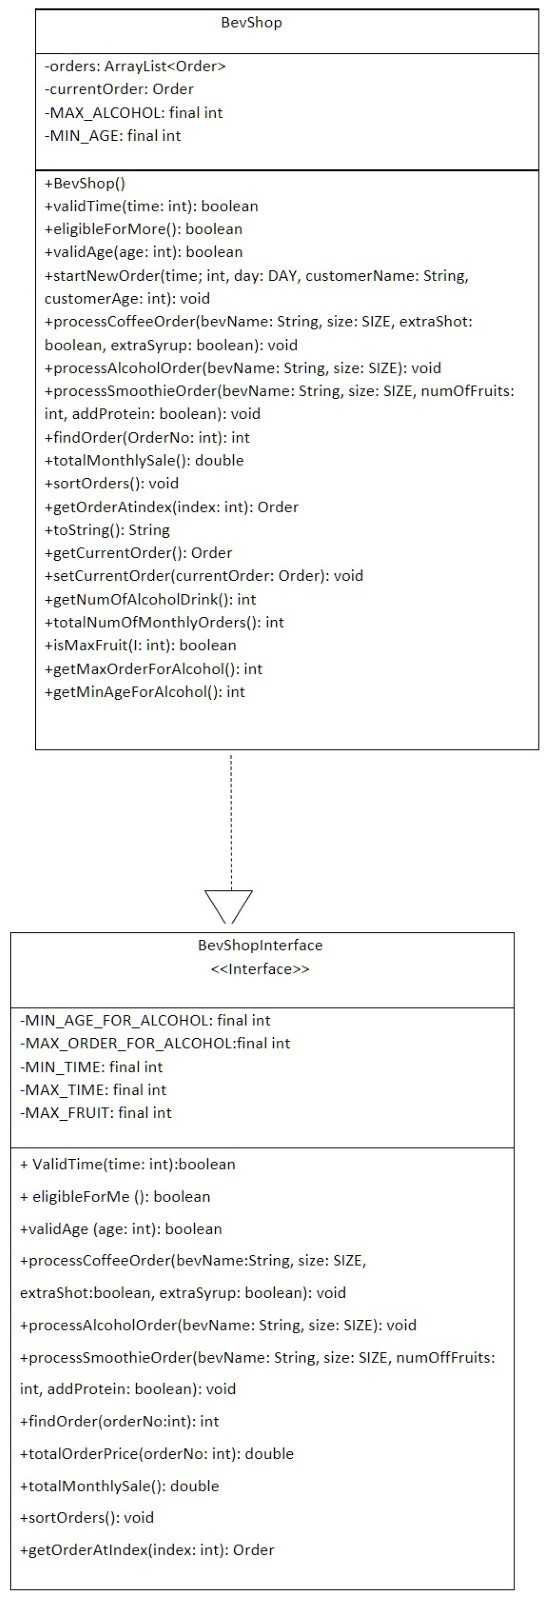 BevShop
-orders: ArrayList<Order>
-currentOrder: Order
-MAX_ALCOHOL: final int
-MIN_AGE: final int
+BevShop()
+validTime(time: int): boolean
+eligibleForMore(): boolean
+validAge(age: int): boolean
+startNewOrder(time; int, day: DAY, customerName: String,
customerAge: int): void
+processCoffeeOrder(bevName: String, size: SIZE, extraShot:
boolean, extraSyrup: boolean): void
+processAlcoholOrder(bevName: String, size: SIZE): void
+processSmoothieOrder(bevName: String, size: SIZE, numOfFruits:
int, addProtein: boolean): void
+findOrder(OrderNo: int): int
+totalMonthlySale(): double
+sortOrders(): void
+getOrderAtindex(index: int): Order
+toString(): String
+getCurrentOrder(): Order
+setCurrentOrder(currentOrder: Order): void
+getNumOfAlcoholDrink(): int
+totalNumOfMonthlyOrders(): int
+isMaxFruit(I: int): boolean
+getMaxOrderForAlcohol(): int
+getMinAgeForAlcohol(): int
BevShopInterface
<<Interface>>
-MIN_AGE_FOR_ALCOHOL: final int
-MAX_ORDER_FOR_ALCOHOL:final int
-MIN_TIME: final int
-MAX_TIME: final int
-MAX_FRUIT: final int
+ ValidTime(time: int):boolean
+ eligibleForMe (): boolean
+validAge (age: int): boolean
+processCoffeeOrder(bevName:String, size: SIZE,
extraShot:boolean, extraSyrup: boolean): void
+processAlcoholOrder(bevName: String, size: SIZE): void
+processSmoothieOrder(bevName: String, size: SIZE, numOffFruits:
int, addProtein: boolean): void
+findOrder(orderNo:int): int
+totalOrderPrice(orderNo: int): double
+totalMonthlySale(): double
+sortOrders(): void
+getOrderAtIndex(index: int): Order